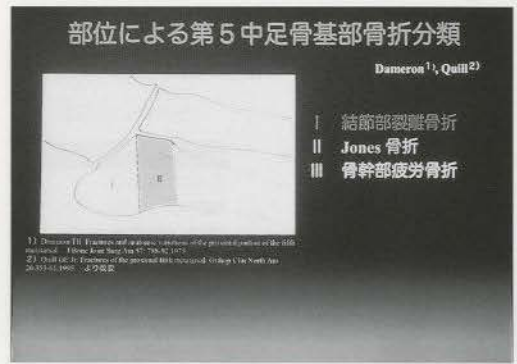 部位による第5中足骨基部骨折分類
Dameron1), Quill2)
I 結節部裂離骨折
II Jones 骨折
III 骨幹部疲労骨折
I II
1) Dameron TB. Fractures and anatomic variations of the proximal portion of the fifth
metatarsal. J Bone Joint Surg Am 57: 788-92,1975
2) Quill GE Jr. Fractures of the proximal fifth metatarsal. Orthop Clin North Am
26:353-61,1995 より改変